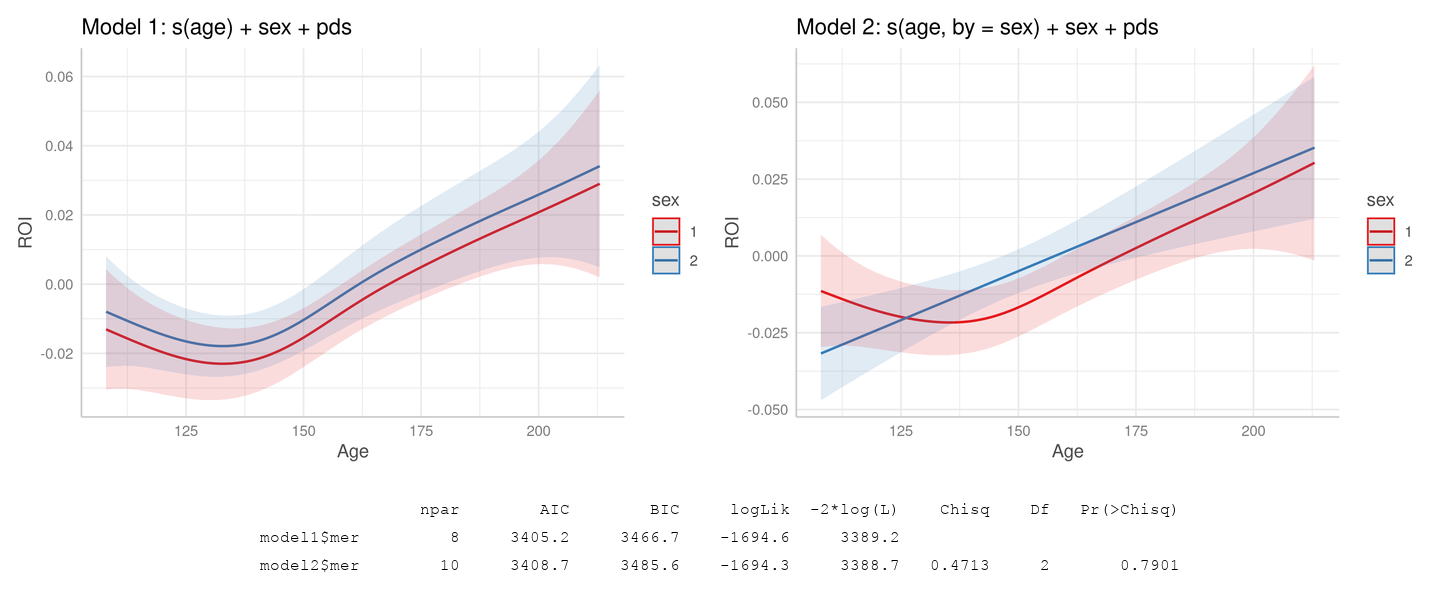 Model 1: s(age) + sex + pds
0.06
0.04
0.02
0.00
-0.02
ROI
125 150 175 200
Age
sex
1
2
Model 2: s(age, by = sex) + sex + pds
0.050
0.025
0.000
-0.025
-0.050
ROI
125 150 175 200
Age
sex
1
2
npar AIC BIC logLik -2*log(L) Chisq Df Pr(>Chisq)
model1$mer 8 3405.2 3466.7 -1694.6 3389.2
model2$mer 10 3408.7 3485.6 -1694.3 3388.7 0.4713 2 0.7901